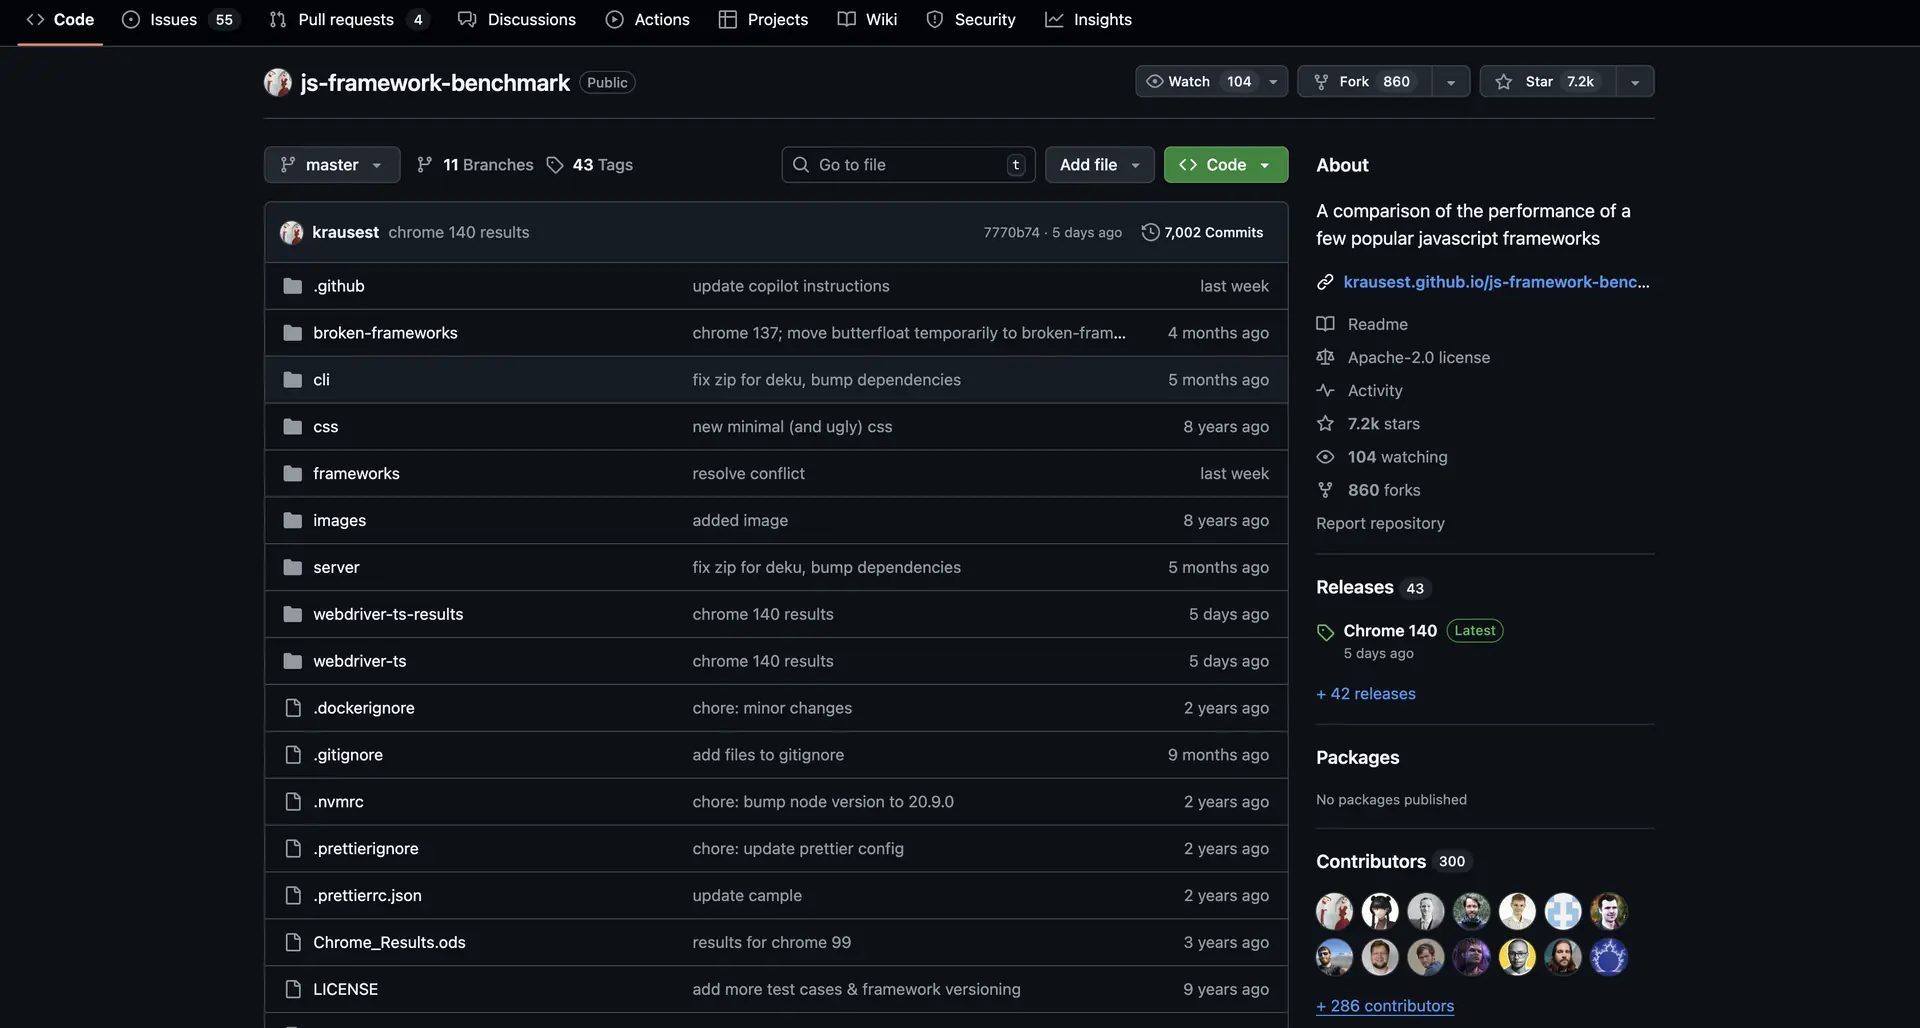 Code Issues 55 Pull requests 4 Discussions Actions Projects Wiki Security Insights
js-framework-benchmark Public Watch 104 Fork 860 Star 7.2k
master 11 Branches 43 Tags Go to file t Add file Code
krausest chrome 140 results 7770b74 · 5 days ago 7,002 Commits
.github update copilot instructions last week
broken-frameworks chrome 137; move butterfloat temporarily to broken-fram... 4 months ago
cli fix zip for deku, bump dependencies 5 months ago
css new minimal (and ugly) css 8 years ago
frameworks resolve conflict last week
images added image 8 years ago
server fix zip for deku, bump dependencies 5 months ago
webdriver-ts-results chrome 140 results 5 days ago
webdriver-ts chrome 140 results 5 days ago
.dockerignore chore: minor changes 2 years ago
.gitignore add files to gitignore 9 months ago
.nvmrc chore: bump node version to 20.9.0 2 years ago
.prettierignore chore: update prettier config 2 years ago
.prettierrc.json update cample 2 years ago
Chrome_Results.ods results for chrome 99 3 years ago
LICENSE add more test cases & framework versioning 9 years ago
About
A comparison of the performance of a
few popular javascript frameworks
krausest.github.io/js-framework-benc...
Readme
Apache-2.0 license
Activity
7.2k stars
104 watching
860 forks
Report repository
Releases 43
Chrome 140 Latest
5 days ago
+ 42 releases
Packages
No packages published
Contributors 300
+ 286 contributors